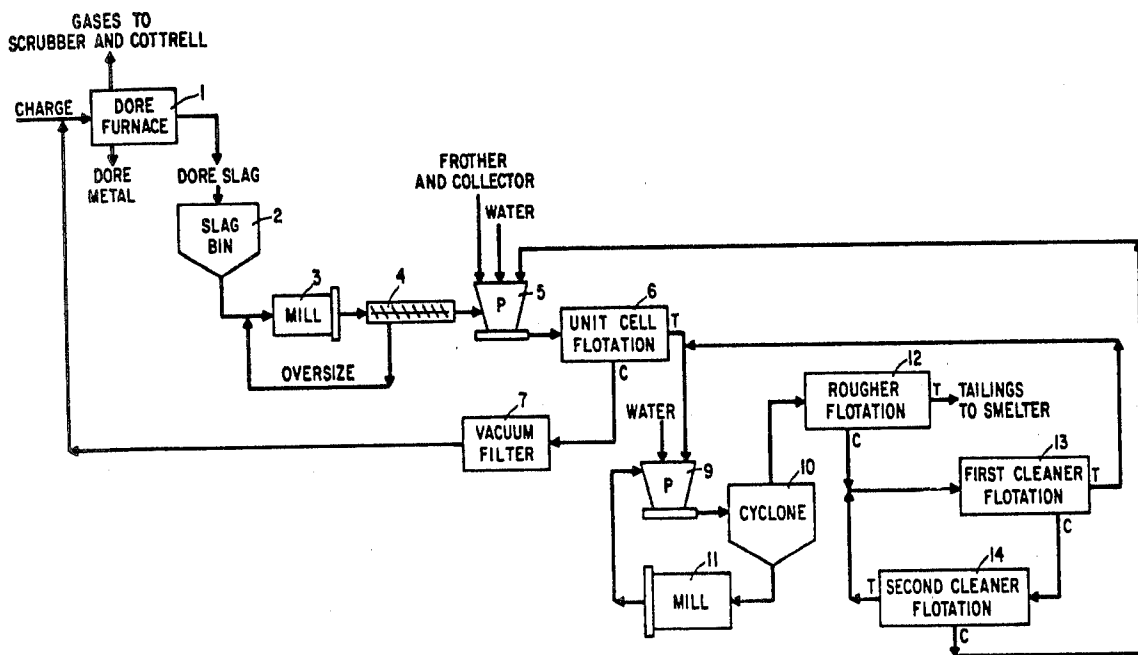 GASES TO
SCRUBBER AND COTTRELL
CHARGE
DORE
FURNACE
1
DORE
METAL
DORE SLAG
SLAG
BIN
2
FROTHER
AND COLLECTOR
WATER
3
MILL
4
OVERSIZE
P
5
6
UNIT CELL
FLOTATION
T
C
7
VACUUM
FILTER
WATER
P
9
10
CYCLONE
11
MILL
12
ROUGHER
FLOTATION
T
TAILINGS
TO SMELTER
C
13
FIRST CLEANER
FLOTATION
T
C
14
T
SECOND CLEANER
FLOTATION
C